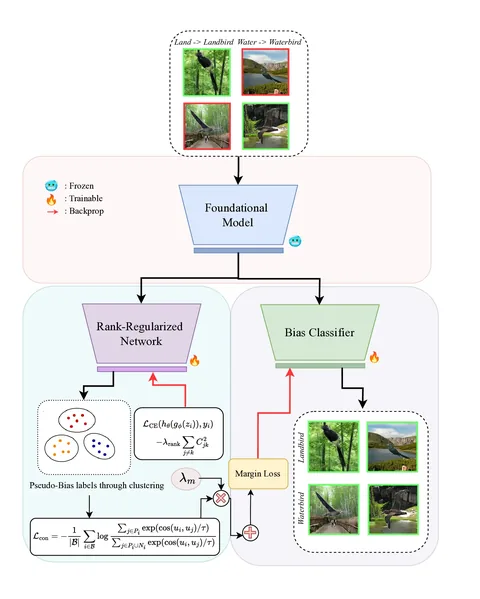 Land -> Landbird Water -> Waterbird
: Frozen
: Trainable
: Backprop
Foundational
Model
Rank-Regularized
Network
Bias Classifier
$\mathcal{L}_{\mathrm{CE}}(h_\theta(g_\phi(z_i)), y_i)$
$-\lambda_{\mathrm{rank}} \sum_{j \neq k} C_{jk}^2$
Landbird
Waterbird
Pseudo-Bias labels through clustering
$\lambda_m$
Margin Loss
$\mathcal{L}_{\mathrm{con}} = -\frac{1}{|\mathcal{B}|} \sum_{i \in \mathcal{B}} \log \frac{\sum_{j \in P_i} \exp(\cos(u_i, u_j)/\tau)}{\sum_{j \in P_i \cup N_i} \exp(\cos(u_i, u_j)/\tau)}$